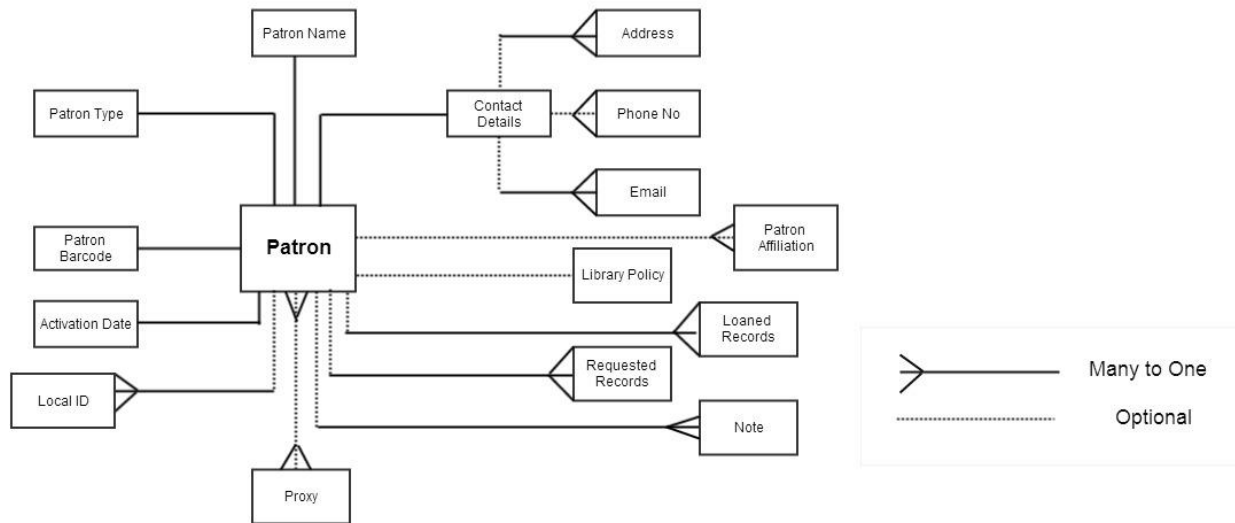 Patron Name
Address
Patron Type
Contact
Details
Phone No
Email
Patron
Barcode
Patron
Patron
Affiliation
Library Policy
Activation Date
Loaned
Records
Requested
Records
Many to One
Local ID
Note
Optional
Proxy